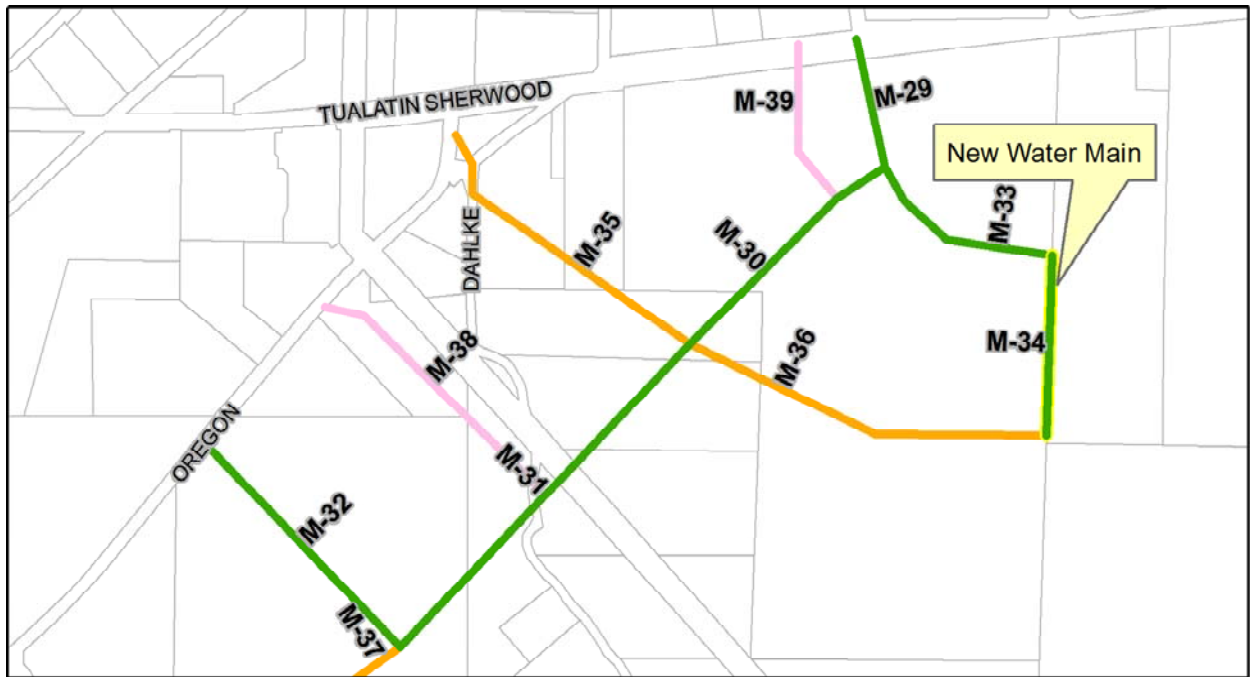 TUALATIN SHERWOOD
M-39
M-29
New Water Main
M-33
M-35
DAHLKE
M-30
M-34
M-36
M-38
OREGON
M-31
M-32
M-37